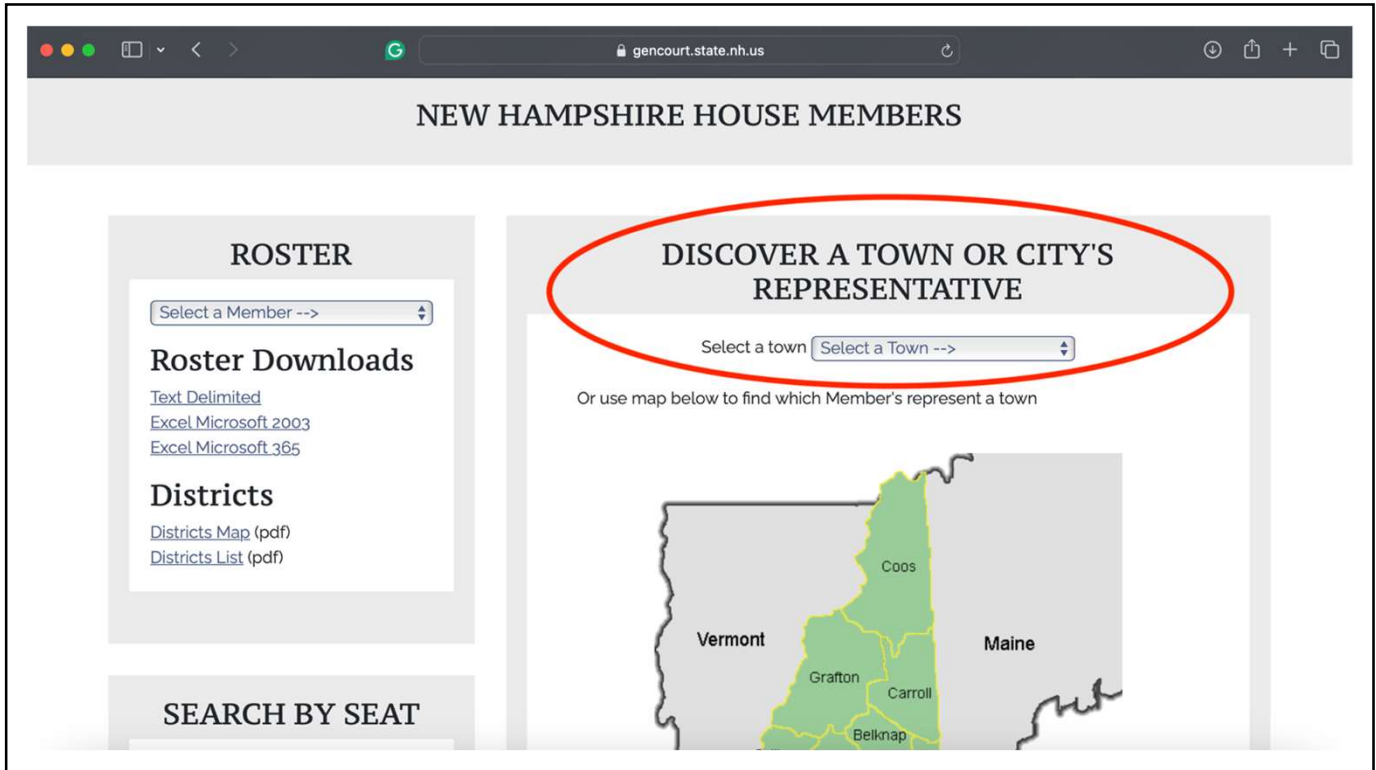 gencourt.state.nh.us
NEW HAMPSHIRE HOUSE MEMBERS
ROSTER
Select a Member -->
Roster Downloads
Text Delimited
Excel Microsoft 2003
Excel Microsoft 365
Districts
Districts Map (pdf)
Districts List (pdf)
SEARCH BY SEAT
DISCOVER A TOWN OR CITY'S
REPRESENTATIVE
Select a town Select a Town -->
Or use map below to find which Member's represent a town
Coos
Vermont
Maine
Grafton
Carroll
Belknap